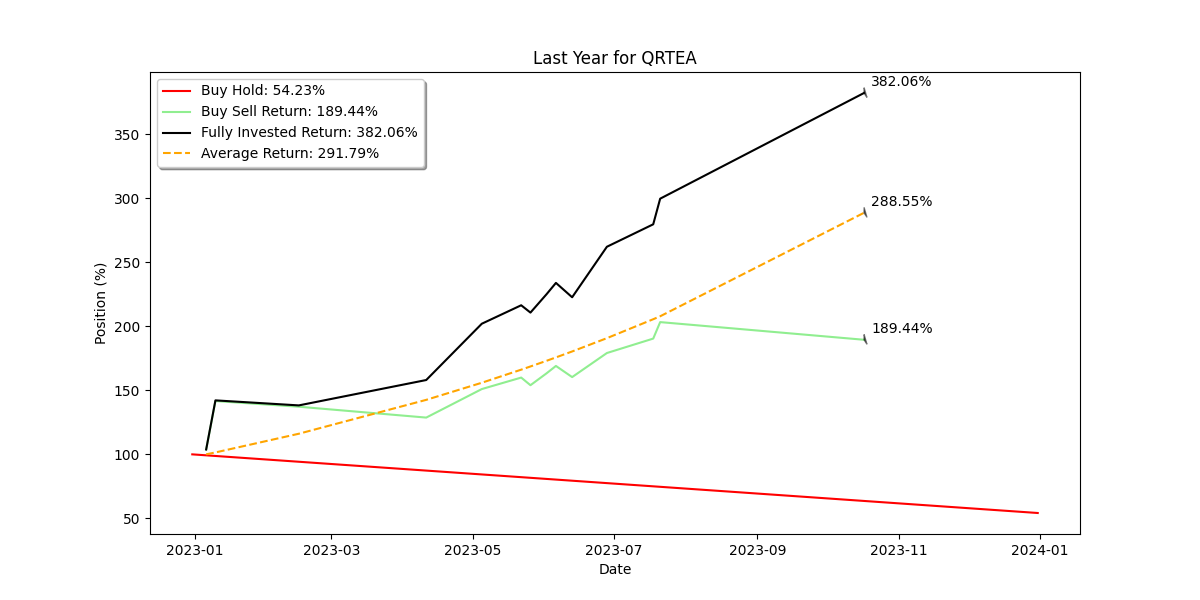 Last Year for QRTEA
Buy Hold: 54.23%
Buy Sell Return: 189.44%
Fully Invested Return: 382.06%
Average Return: 291.79%
382.06%
288.55%
189.44%
Position (%)
350
300
250
200
150
100
50
2023-01 2023-03 2023-05 2023-07 2023-09 2023-11 2024-01
Date